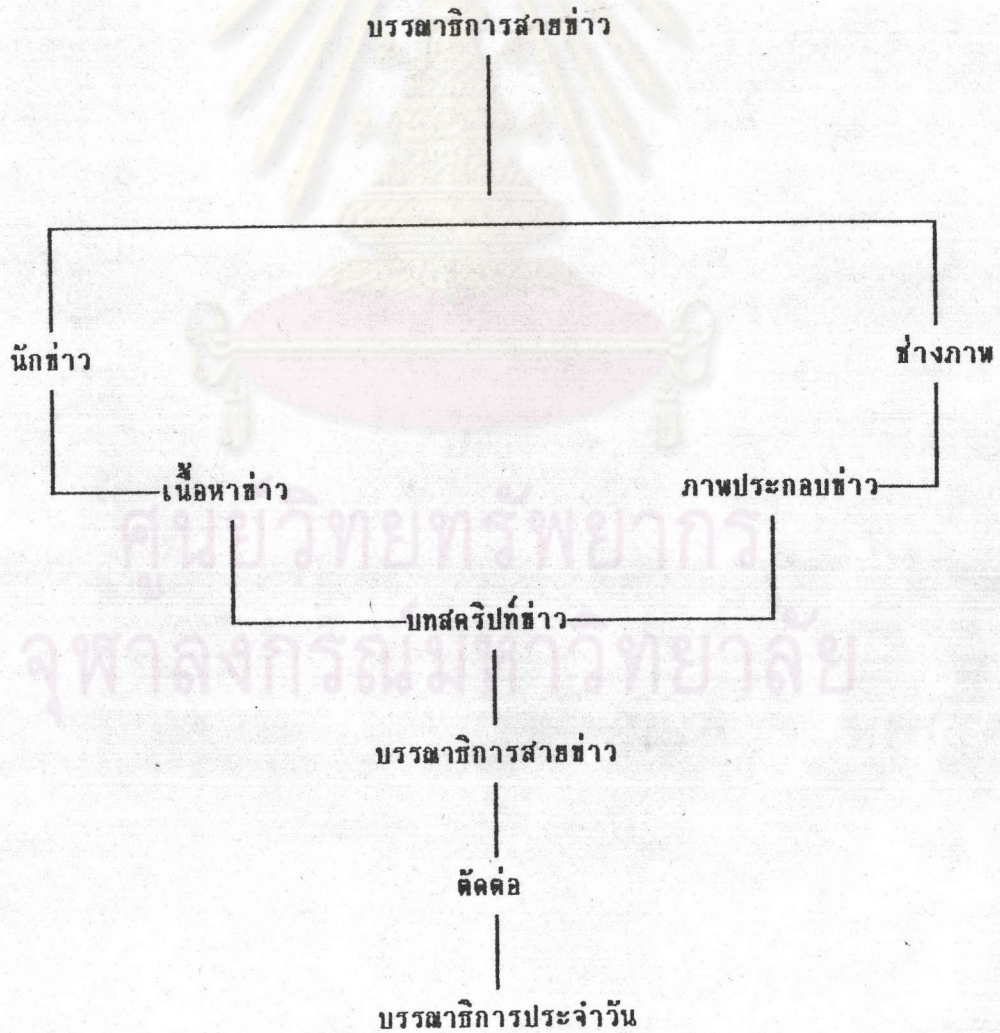 บรรณาธิการสายข่าว
นักข่าว ช่างภาพ
เนื้อหาข่าว ภาพประกอบข่าว
ศูนย์วิทยทรัพยากร
บทสคริปท์ข่าว
จุฬาลงกรณ์มหาวิทยาลัย
บรรณาธิการสายข่าว
ตัดต่อ
บรรณาธิการประจำวัน